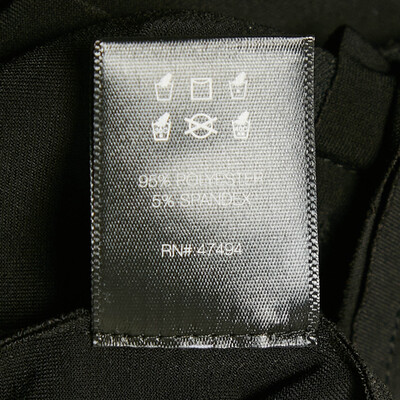 95% POLYESTER
5% SPANDEX
RN# 47494